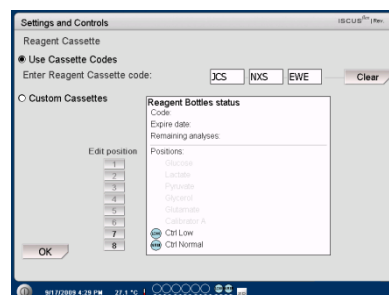 Settings and Controls
ISCUSflex | Rev.
Reagent Cassette
Use Cassette Codes
Enter Reagent Cassette code:
JCS NXS EWE Clear
Custom Cassettes
Reagent Bottles status
Code:
Expire date:
Remaining analyses:
Edit position
Positions:
1 Glucose
2 Lactate
3 Pyruvate
4 Glycerol
5 Glutamate
6 Calibrator A
7 Ctrl Low
8 Ctrl Normal
OK
9/17/2009 4:29 PM 27.1 °C